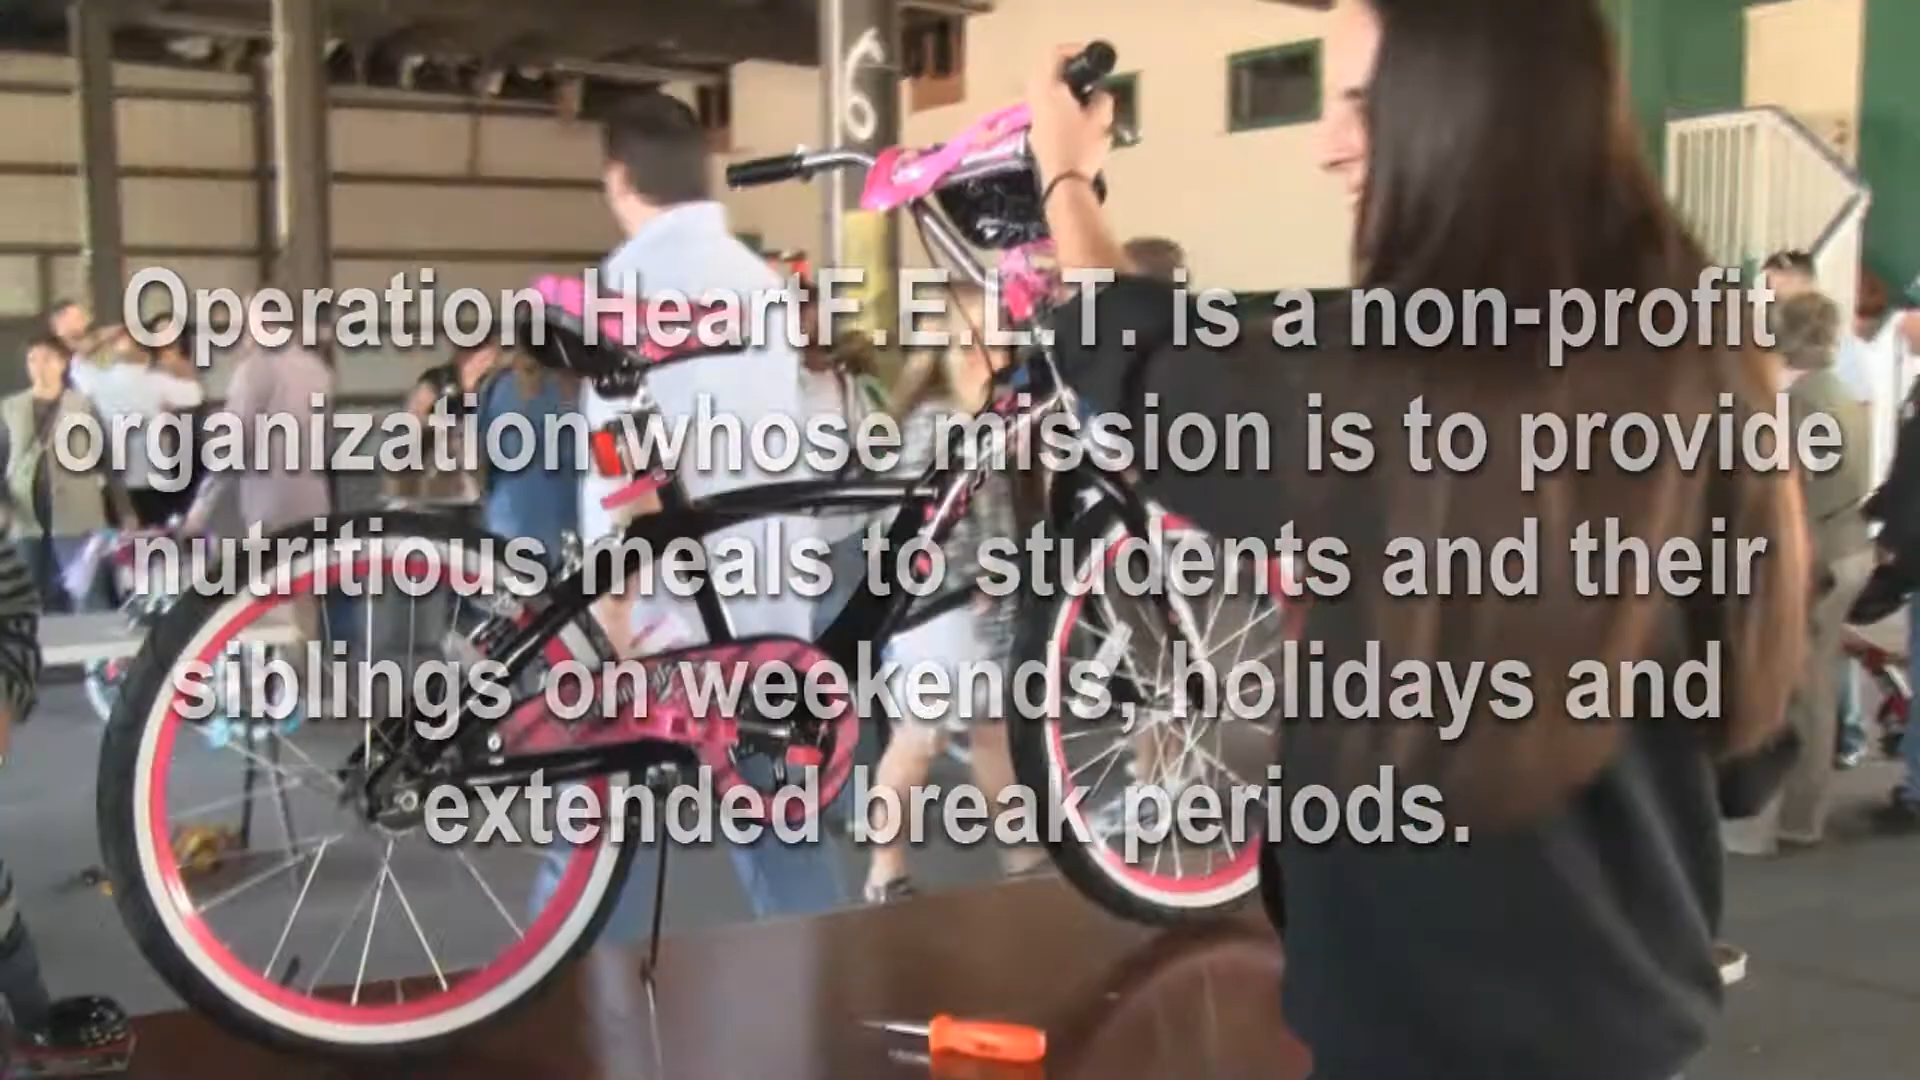 6
Operation HeartF.E.L.T. is a non-profit
organization whose mission is to provide
nutritious meals to students and their
siblings on weekends, holidays and
extended break periods.